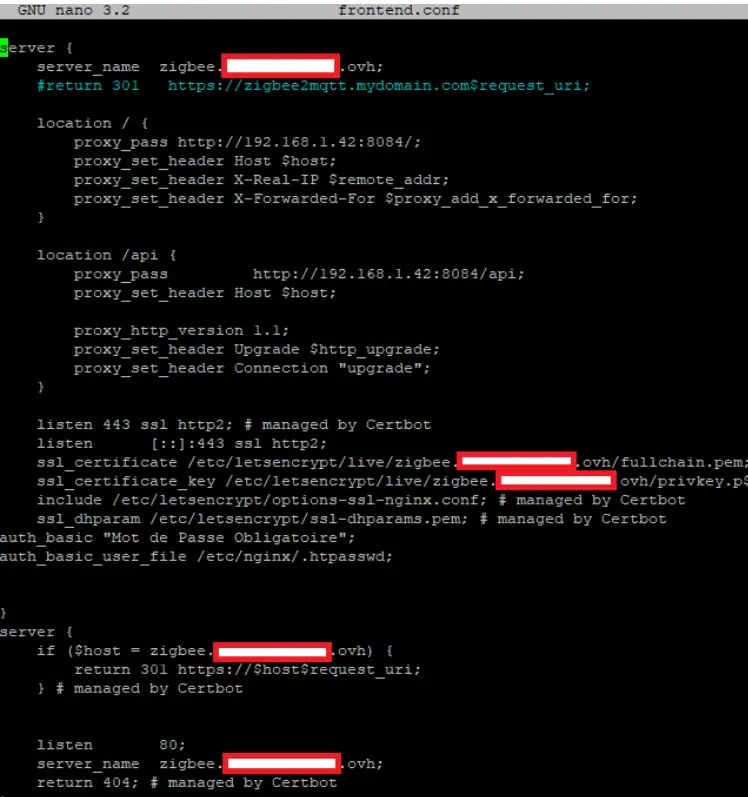 GNU nano 3.2 frontend.conf
server {
server_name zigbee. .ovh;
#return 301 https://zigbee2mqtt.mydomain.com$request_uri;
location / {
proxy_pass http://192.168.1.42:8084/;
proxy_set_header Host $host;
proxy_set_header X-Real-IP $remote_addr;
proxy_set_header X-Forwarded-For $proxy_add_x_forwarded_for;
}
location /api {
proxy_pass http://192.168.1.42:8084/api;
proxy_set_header Host $host;
proxy_http_version 1.1;
proxy_set_header Upgrade $http_upgrade;
proxy_set_header Connection "upgrade";
}
listen 443 ssl http2; # managed by Certbot
listen [::]:443 ssl http2;
ssl_certificate /etc/letsencrypt/live/zigbee. .ovh/fullchain.pem;
ssl_certificate_key /etc/letsencrypt/live/zigbee. ovh/privkey.p$
include /etc/letsencrypt/options-ssl-nginx.conf; # managed by Certbot
ssl_dhparam /etc/letsencrypt/ssl-dhparams.pem; # managed by Certbot
auth_basic "Mot de Passe Obligatoire";
auth_basic_user_file /etc/nginx/.htpasswd;
}
server {
if ($host = zigbee. .ovh) {
return 301 https://$host$request_uri;
} # managed by Certbot
listen 80;
server_name zigbee. .ovh;
return 404; # managed by Certbot